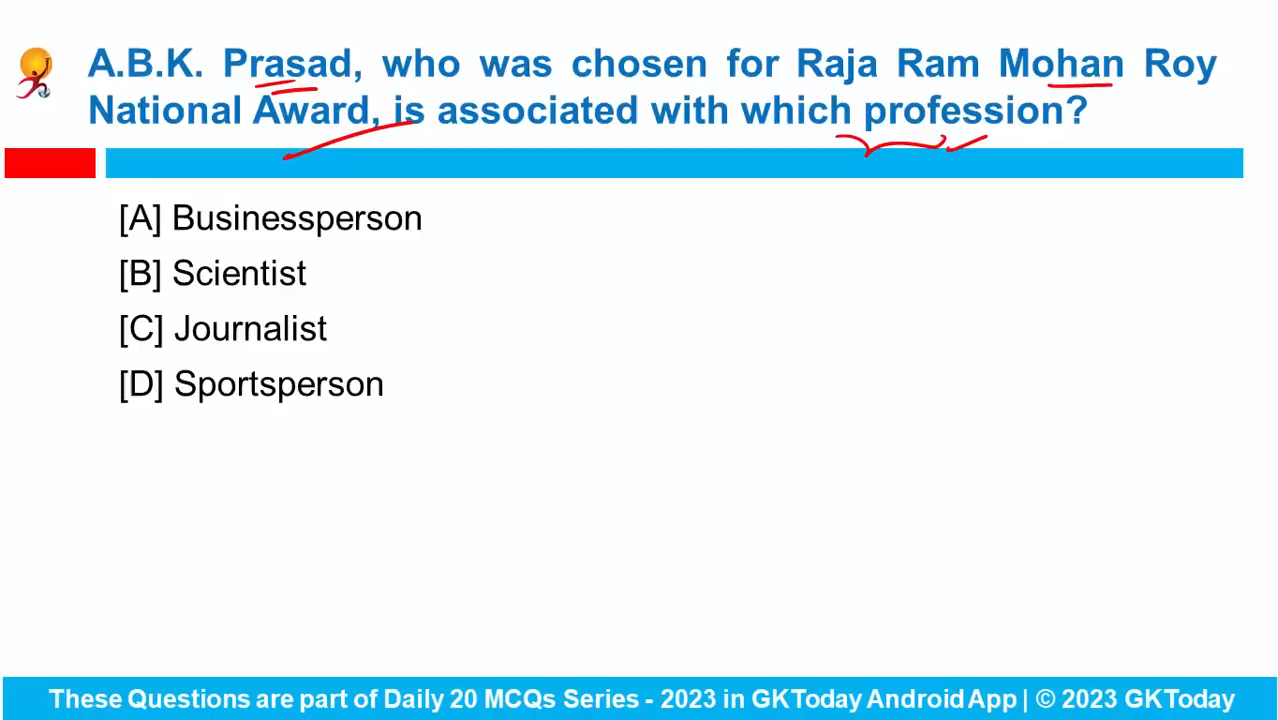 A.B.K. Prasad, who was chosen for Raja Ram Mohan Roy
National Award, is associated with which profession?
[A] Businessperson
[B] Scientist
[C] Journalist
[D] Sportsperson
These Questions are part of Daily 20 MCQs Series - 2023 in GKToday Android App | © 2023 GKToday